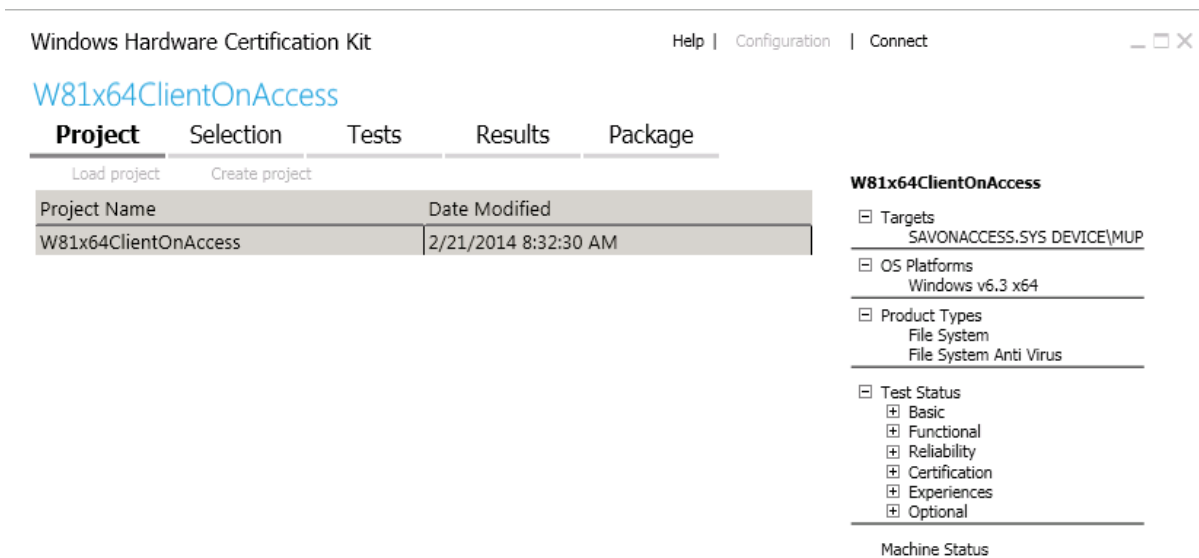 Windows Hardware Certification Kit
Help | Configuration | Connect
W81x64ClientOnAccess
Project Selection Tests Results Package
Load project Create project
Project Name Date Modified
W81x64ClientOnAccess 2/21/2014 8:32:30 AM
W81x64ClientOnAccess
Targets
SAVONACCESS.SYS DEVICE\MUP
OS Platforms
Windows v6.3 x64
Product Types
File System
File System Anti Virus
Test Status
Basic
Functional
Reliability
Certification
Experiences
Optional
Machine Status